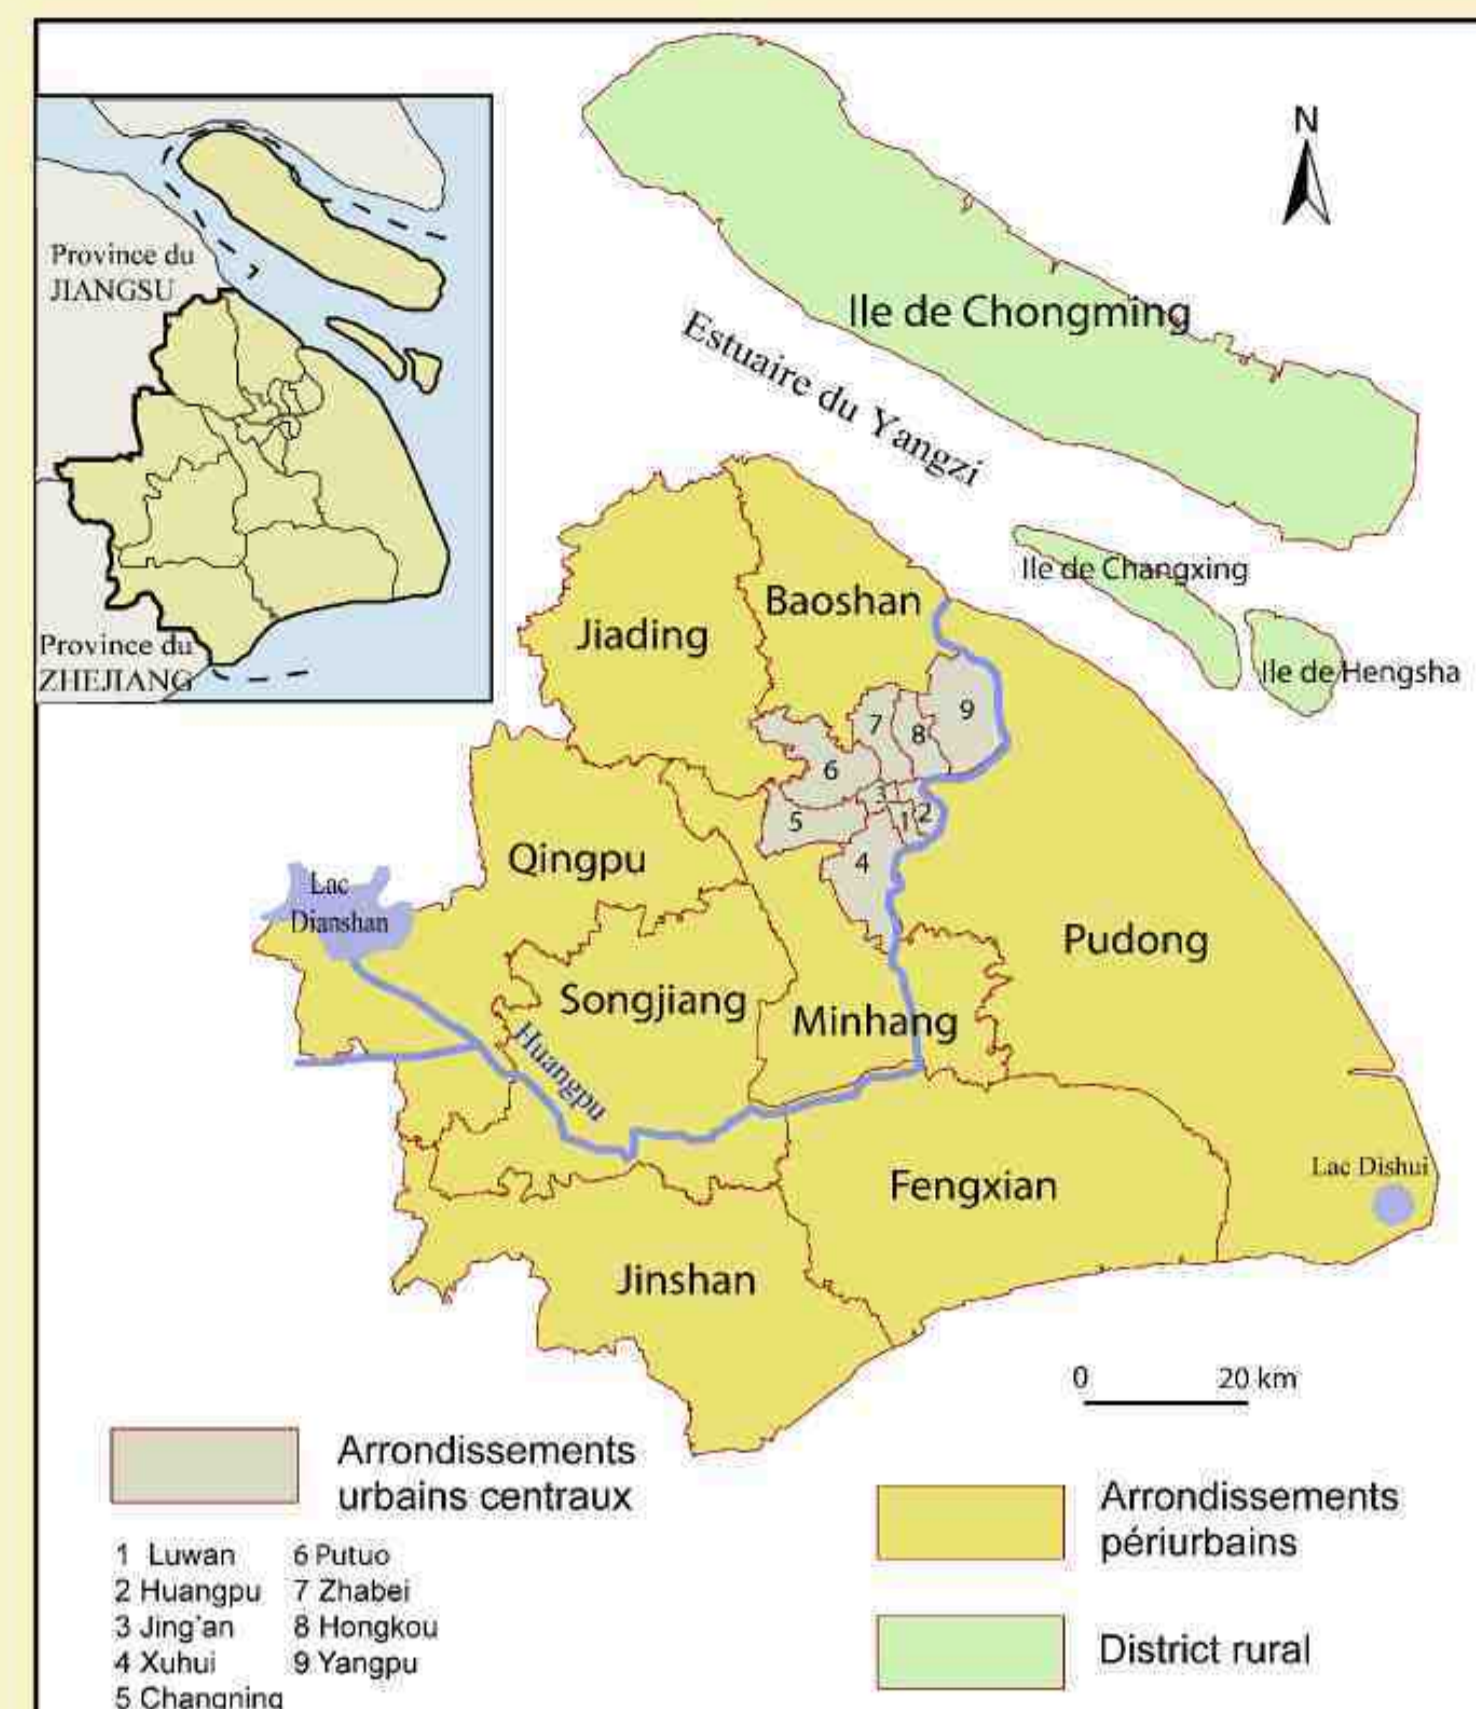 Province du
JIANGSU
Province du
ZHEJIANG
N
Ile de Chongming
Estuaire du Yangzi
Ile de Changxing
Ile de Hengsha
Baoshan
Jiading
9
7
8
6
3
5
1
2
4
Qingpu
Lac
Dianshan
Pudong
Songjiang
Minhang
Huangpu
Lac Dishui
Fengxian
Jinshan
0 20 km
Arrondissements
urbains centraux
1 Luwan
2 Huangpu
3 Jing'an
4 Xuhui
5 Changning
6 Putuo
7 Zhabei
8 Hongkou
9 Yangpu
Arrondissements
périurbains
District rural